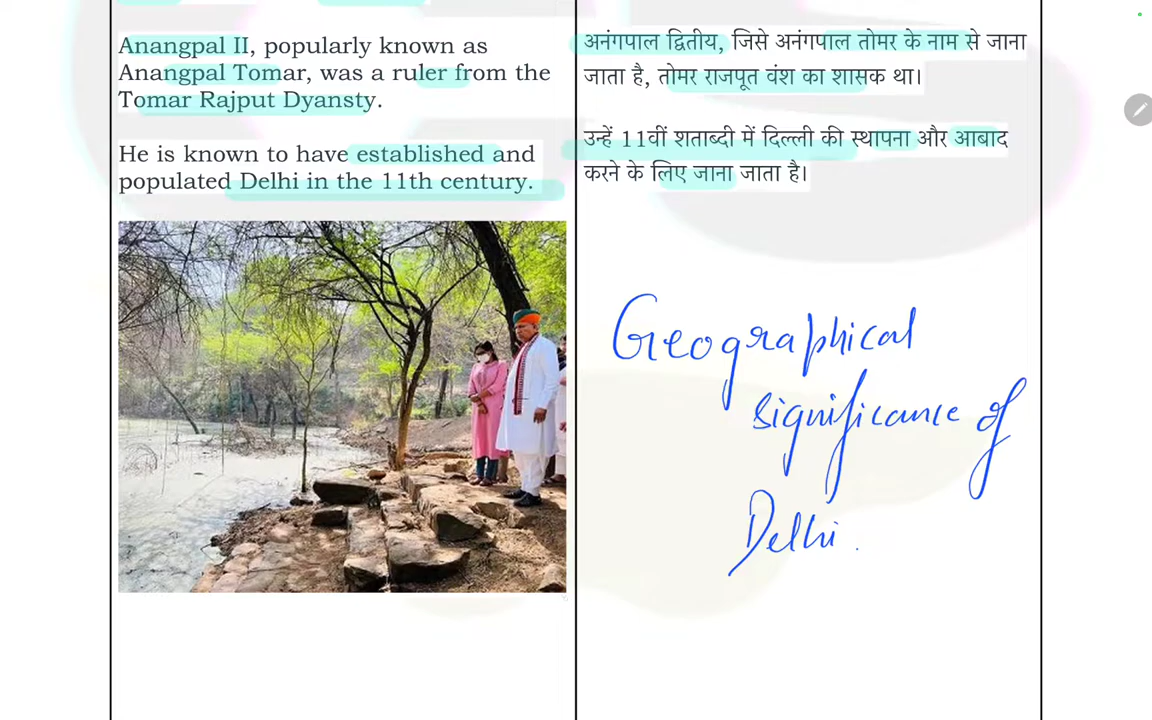 Anangpal II, popularly known as
Anangpal Tomar, was a ruler from the
Tomar Rajput Dyansty.
He is known to have established and
populated Delhi in the 11th century.
अनंगपाल द्वितीय, जिसे अनंगपाल तोमर के नाम से जाना
जाता है, तोमर राजपूत वंश का शासक था।
उन्हें 11वीं शताब्दी में दिल्ली की स्थापना और आबाद
करने के लिए जाना जाता है।
Geographical
significance of
Delhi.